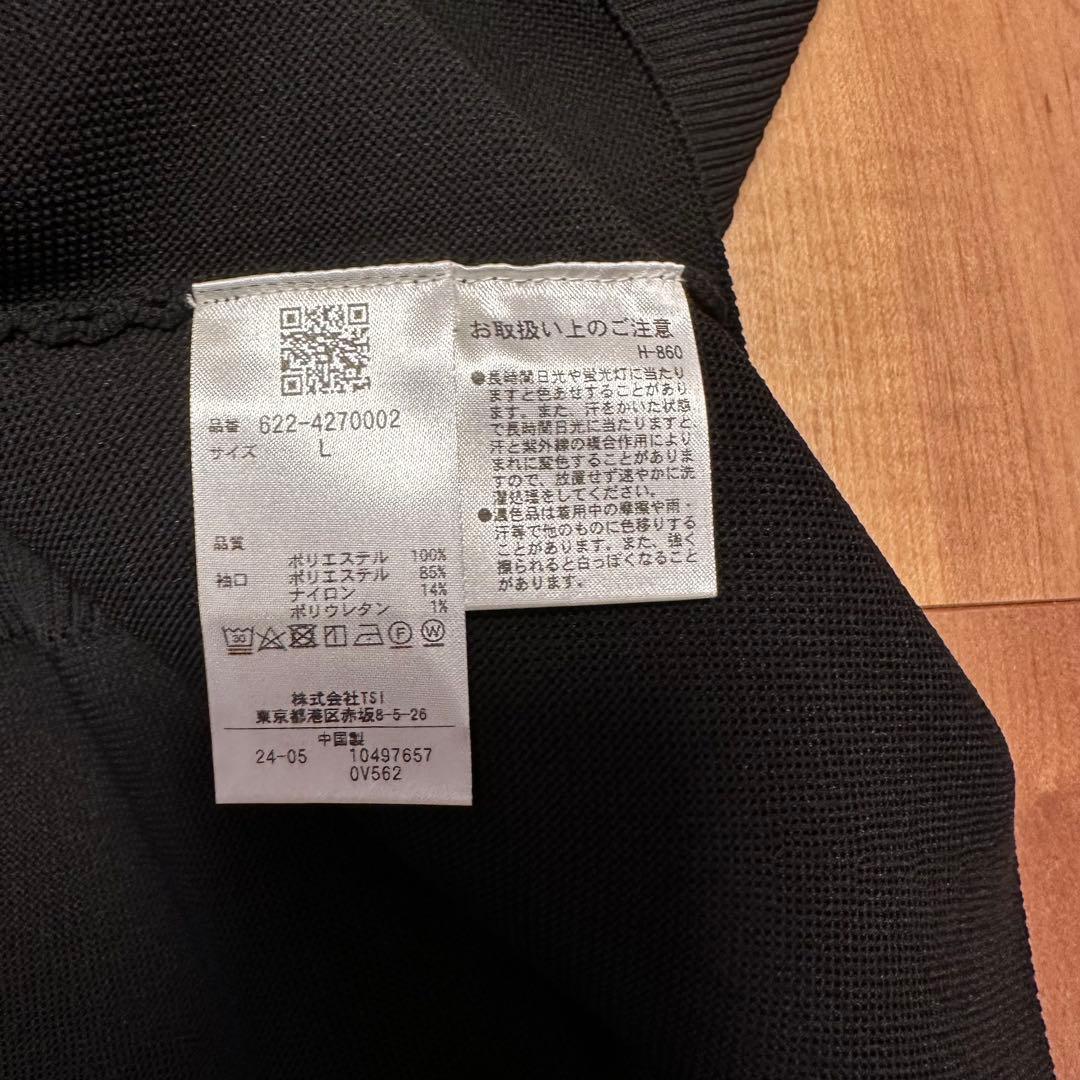 品番 622-4270002
サイズ L
品質
ポリエステル 100%
袖口 ポリエステル 85%
ナイロン 14%
ポリウレタン 1%
30
F W
株式会社TSI
東京都港区赤坂8-5-26
中国製
24-05 10497657
0V562
お取扱い上のご注意
H-860
●長時間日光や蛍光灯に当たり
ますと色あせすることがあり
ます。また、汗をかいた状態
で長時間日光に当たりますと、
汗と紫外線の複合作用により
まれに変色することがありま
すので、放置せず速やかに洗
濯処理をしてください。
●濃色品は着用中の摩擦や雨・
汗等で他のものに色移りする
ことがあります。また、強く
擦られると白っぽくなること
があります。